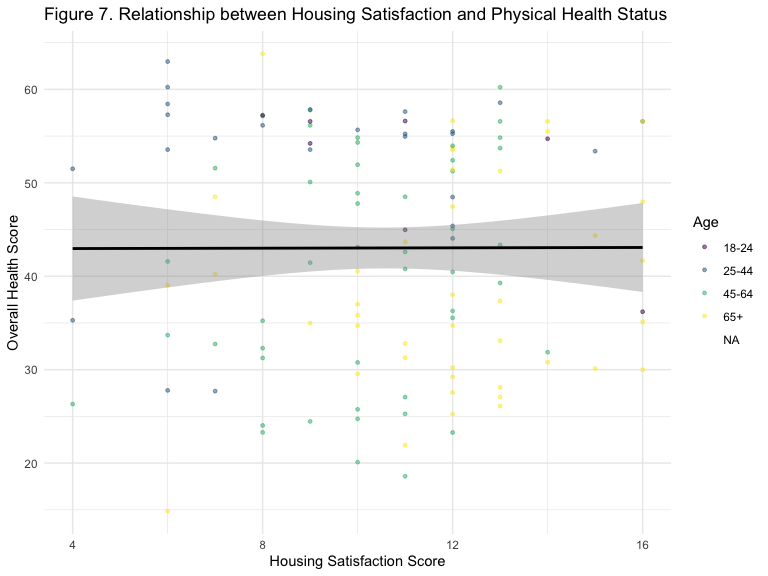 Figure 7. Relationship between Housing Satisfaction and Physical Health Status
60
50
40
30
20
Overall Health Score
4 8 12 16
Housing Satisfaction Score
Age
18-24
25-44
45-64
65+
NA